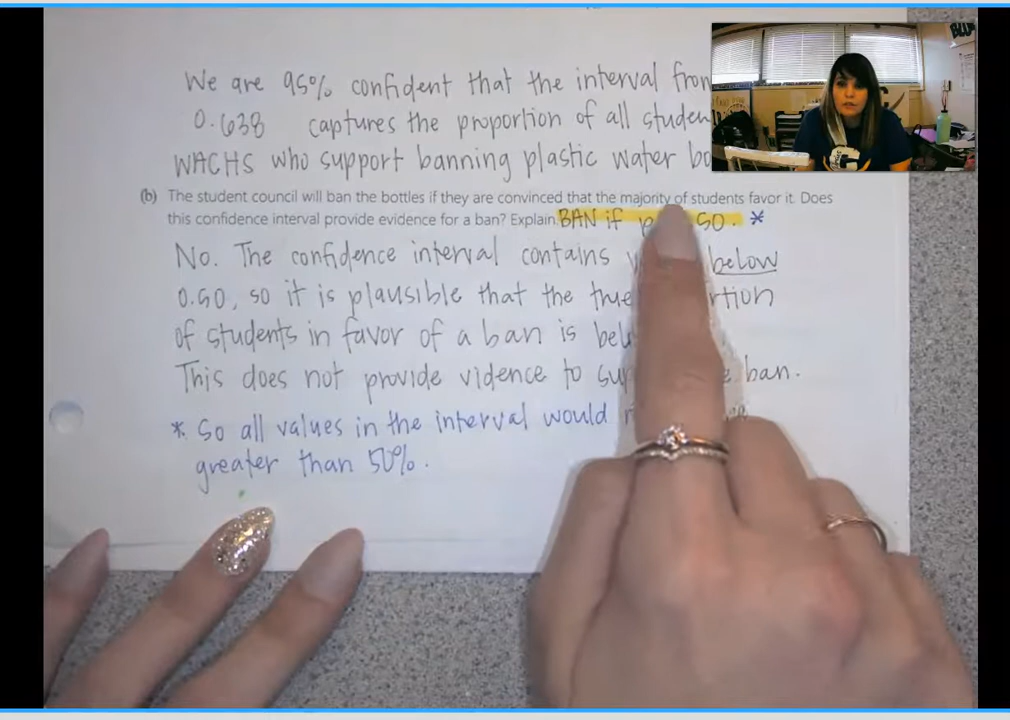 We are 95% confident that the interval from
0.638 captures the proportion of all studen
WACHS who support banning plastic water bo
(b) The student council will ban the bottles if they are convinced that the majority of students favor it. Does
this confidence interval provide evidence for a ban? Explain. BAN if p 50. *
No. The confidence interval contains below
0.50, so it is plausible that the true rtion
of students in favor of a ban is bel
This does not provide vidence to sup e ban.
* So all values in the interval would
greater than 50%.